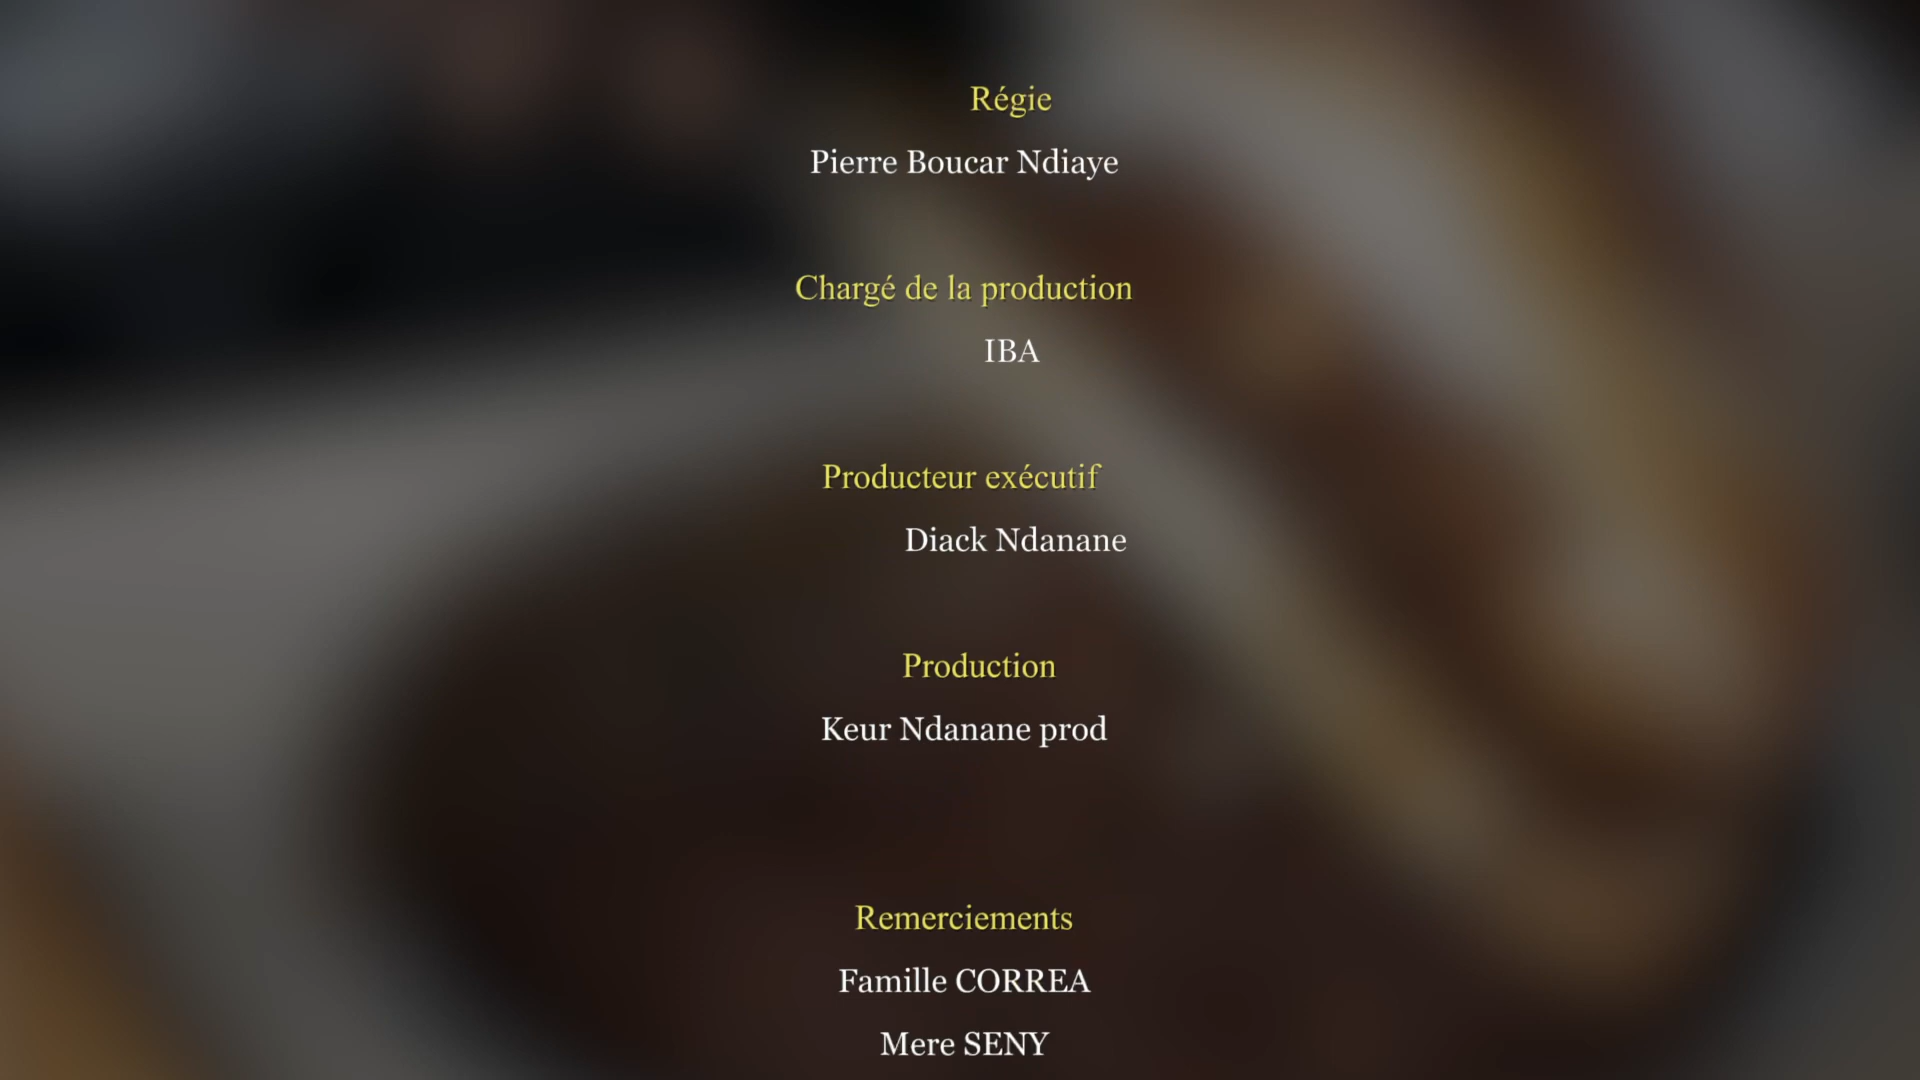 Régie
Pierre Boucar Ndiaye
Chargé de la production
IBA
Producteur exécutif
Diack Ndanane
Production
Keur Ndanane prod
Remerciements
Famille CORREA
Mere SENY